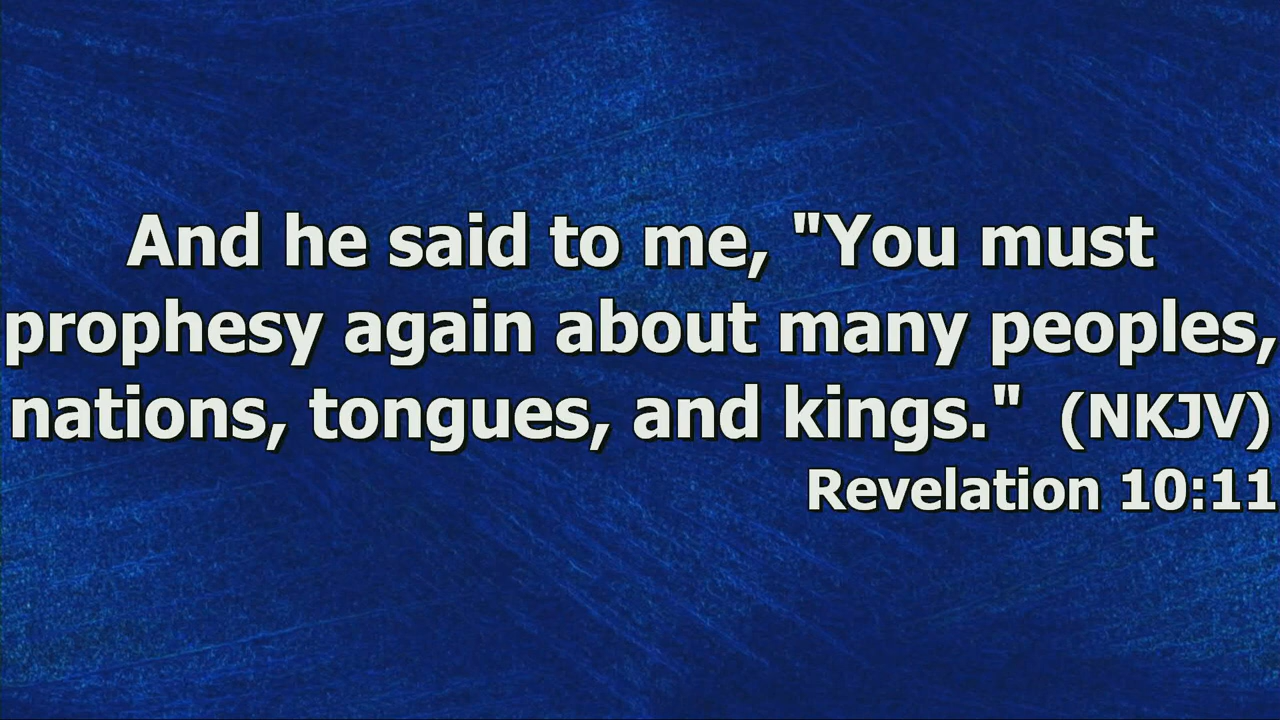 And he said to me, "You must
prophesy again about many peoples,
nations, tongues, and kings." (NKJV)
Revelation 10:11